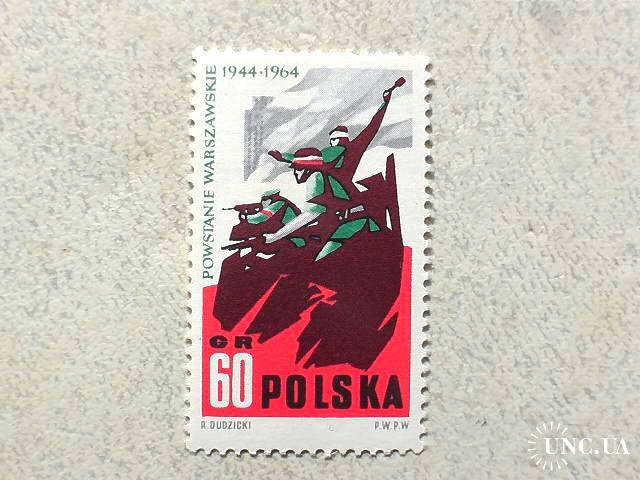 1944·1964
POWSTANIE WARSZAWSKIE
GR
60 POLSKA
R. DUDZICKI P.W.P.W
UNC.UA